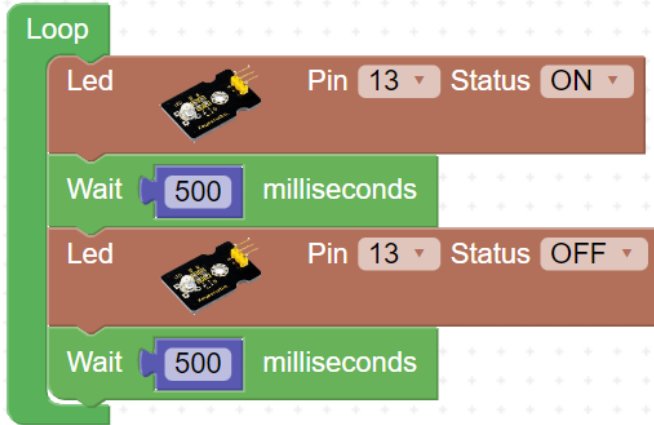 Loop
Led Pin 13 Status ON
Wait 500 milliseconds
Led Pin 13 Status OFF
Wait 500 milliseconds